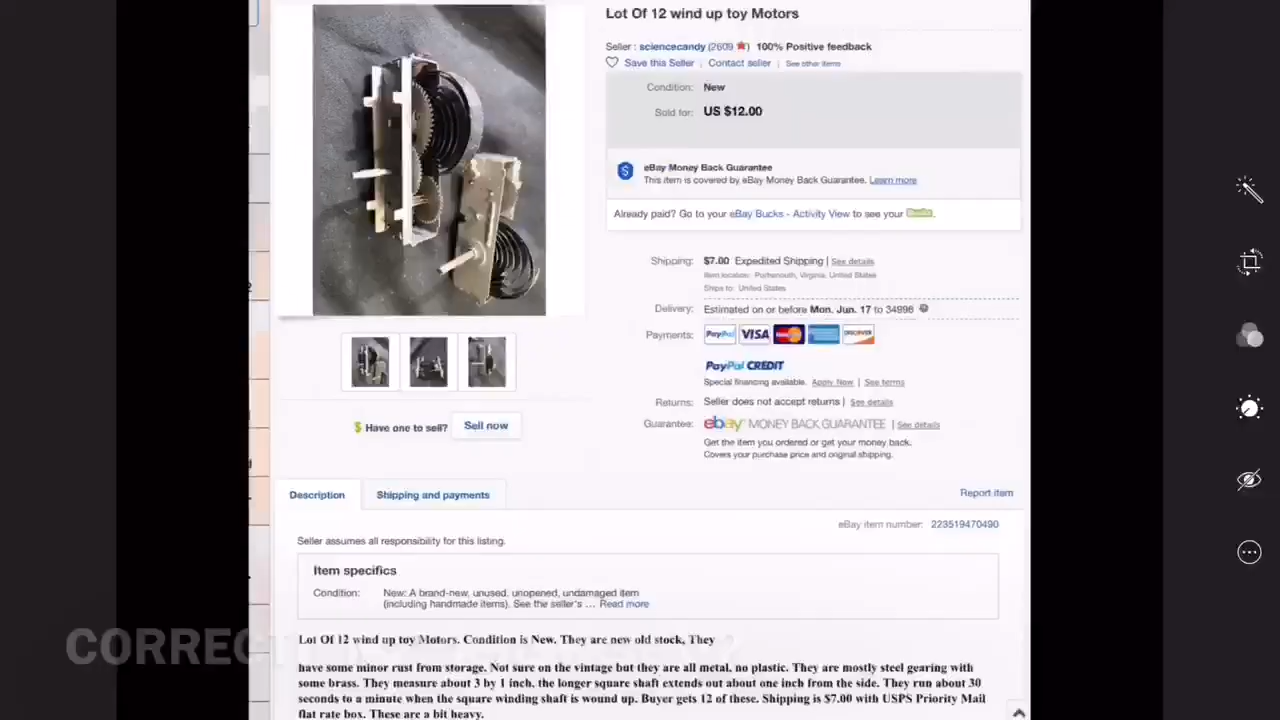 Lot Of 12 wind up toy Motors
Seller : sciencecandy (2609 ) 100% Positive feedback
Save this Seller | Contact seller | See other items
Condition: New
Sold for: US $12.00
eBay Money Back Guarantee
This item is covered by eBay Money Back Guarantee. Learn more
Already paid? Go to your eBay Bucks - Activity View to see your
Shipping: $7.00 Expedited Shipping | See details
Item location: Portsmouth, Virginia, United States
Ships to: United States
Delivery: Estimated on or before Mon. Jun. 17 to 34996
Payments: PayPal VISA MasterCard DISCOVER
PayPal CREDIT
Special financing available. Apply Now | See terms
Returns: Seller does not accept returns | See details
Guarantee: ebay MONEY BACK GUARANTEE | See details
Get the item you ordered or get your money back.
Covers your purchase price and original shipping.
$ Have one to sell? Sell now
Description Shipping and payments Report item
eBay item number: 223519470490
Seller assumes all responsibility for this listing.
Item specifics
Condition: New: A brand-new, unused, unopened, undamaged item
(including handmade items). See the seller's ... Read more
Lot Of 12 wind up toy Motors. Condition is New. They are new old stock, They
have some minor rust from storage. Not sure on the vintage but they are all metal, no plastic. They are mostly steel gearing with
some brass. They measure about 3 by 1 inch, the longer square shaft extends out about one inch from the side. They run about 30
seconds to a minute when the square winding shaft is wound up. Buyer gets 12 of these. Shipping is $7.00 with USPS Priority Mail
flat rate box. These are a bit heavy.